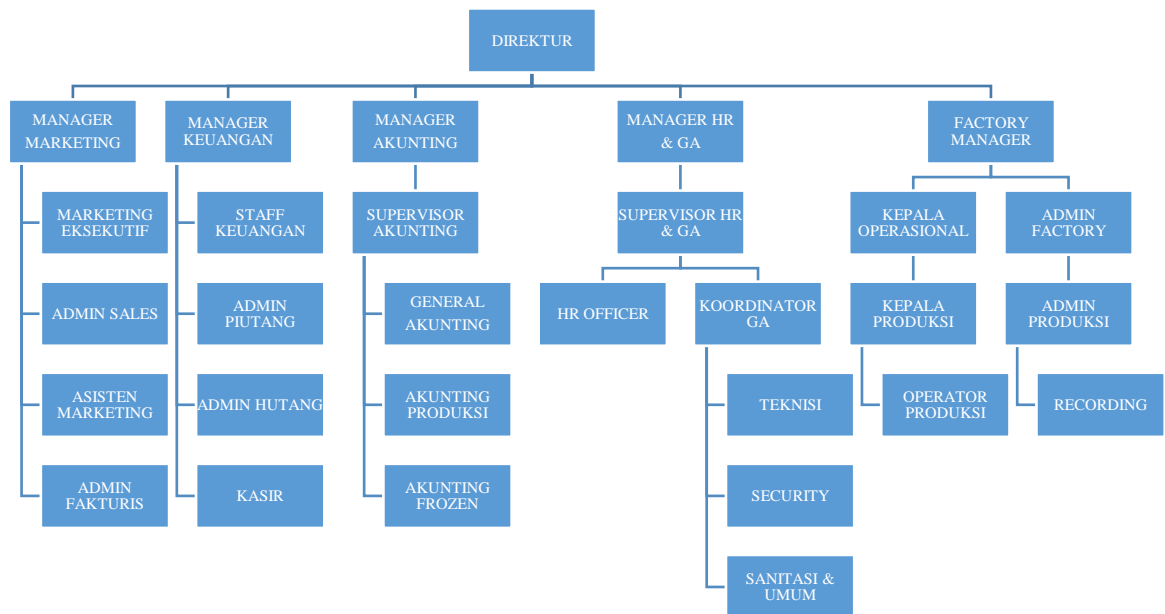 DIREKTUR
MANAGER
MARKETING
MANAGER
KEUANGAN
MANAGER
AKUNTING
MANAGER HR
& GA
FACTORY
MANAGER
MARKETING
EKSEKUTIF
STAFF
KEUANGAN
SUPERVISOR
AKUNTING
SUPERVISOR HR
& GA
KEPALA
OPERASIONAL
ADMIN
FACTORY
ADMIN SALES
ADMIN
PIUTANG
GENERAL
AKUNTING
HR OFFICER
KOORDINATOR
GA
KEPALA
PRODUKSI
ADMIN
PRODUKSI
ASISTEN
MARKETING
ADMIN HUTANG
AKUNTING
PRODUKSI
TEKNISI
OPERATOR
PRODUKSI
RECORDING
ADMIN
FAKTURIS
KASIR
AKUNTING
FROZEN
SECURITY
SANITASI &
UMUM